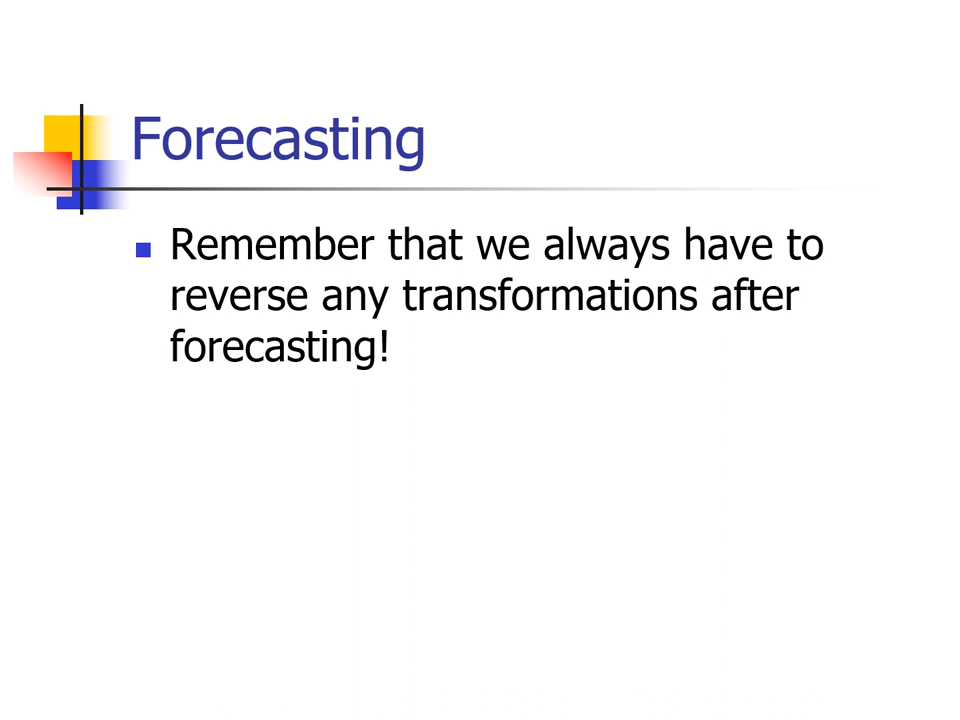 Forecasting
Remember that we always have to
reverse any transformations after
forecasting!